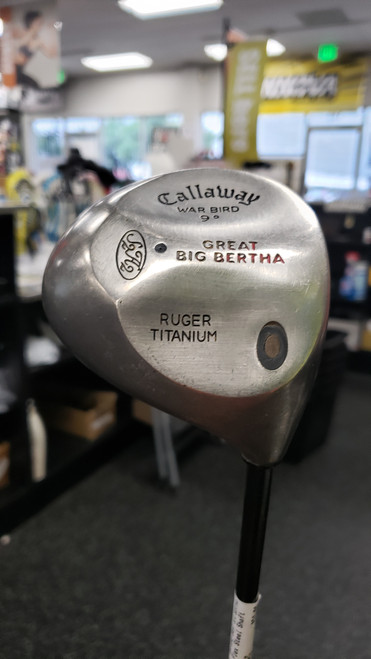 Callaway
WAR BIRD
9°
GREAT
BIG BERTHA
RUGER
TITANIUM